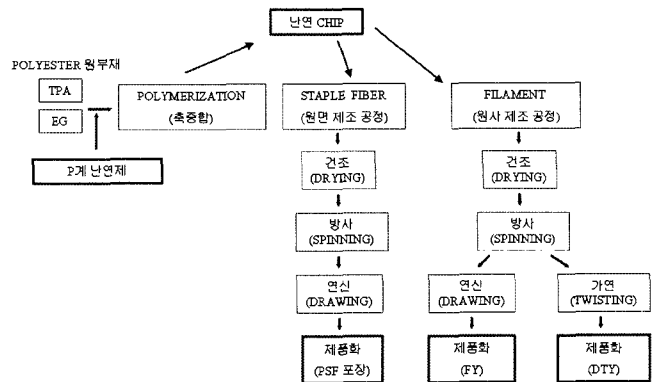 난연 CHIP
POLYESTER 원부재
TPA
EG
P계 난연제
POLYMERIZATION
(축중합)
STAPLE FIBER
(원면 제조 공정)
FILAMENT
(원사 제조 공정)
건조
(DRYING)
건조
(DRYING)
방사
(SPINNING)
방사
(SPINNING)
연신
(DRAWING)
연신
(DRAWING)
가연
(TWISTING)
제품화
(PSF 포장)
제품화
(FY)
제품화
(DTY)